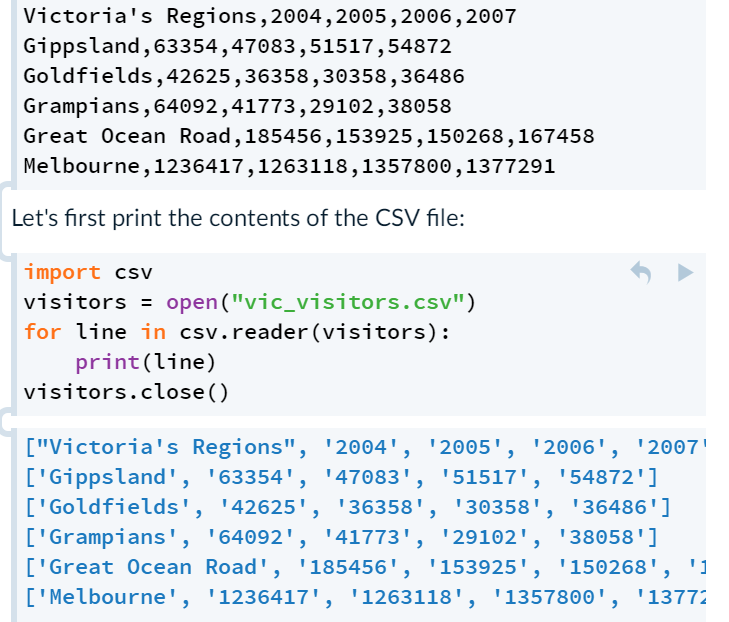 Victoria's Regions,2004,2005,2006,2007
Gippsland,63354,47083,51517,54872
Goldfields,42625,36358,30358,36486
Grampians,64092,41773,29102,38058
Great Ocean Road,185456,153925,150268,167458
Melbourne,1236417,1263118,1357800,1377291
Let's first print the contents of the CSV file:
import csv
visitors = open("vic_visitors.csv")
for line in csv.reader(visitors):
    print(line)
visitors.close()
["Victoria's Regions", '2004', '2005', '2006', '2007'
['Gippsland', '63354', '47083', '51517', '54872']
['Goldfields', '42625', '36358', '30358', '36486']
['Grampians', '64092', '41773', '29102', '38058']
['Great Ocean Road', '185456', '153925', '150268', '1
['Melbourne', '1236417', '1263118', '1357800', '13772